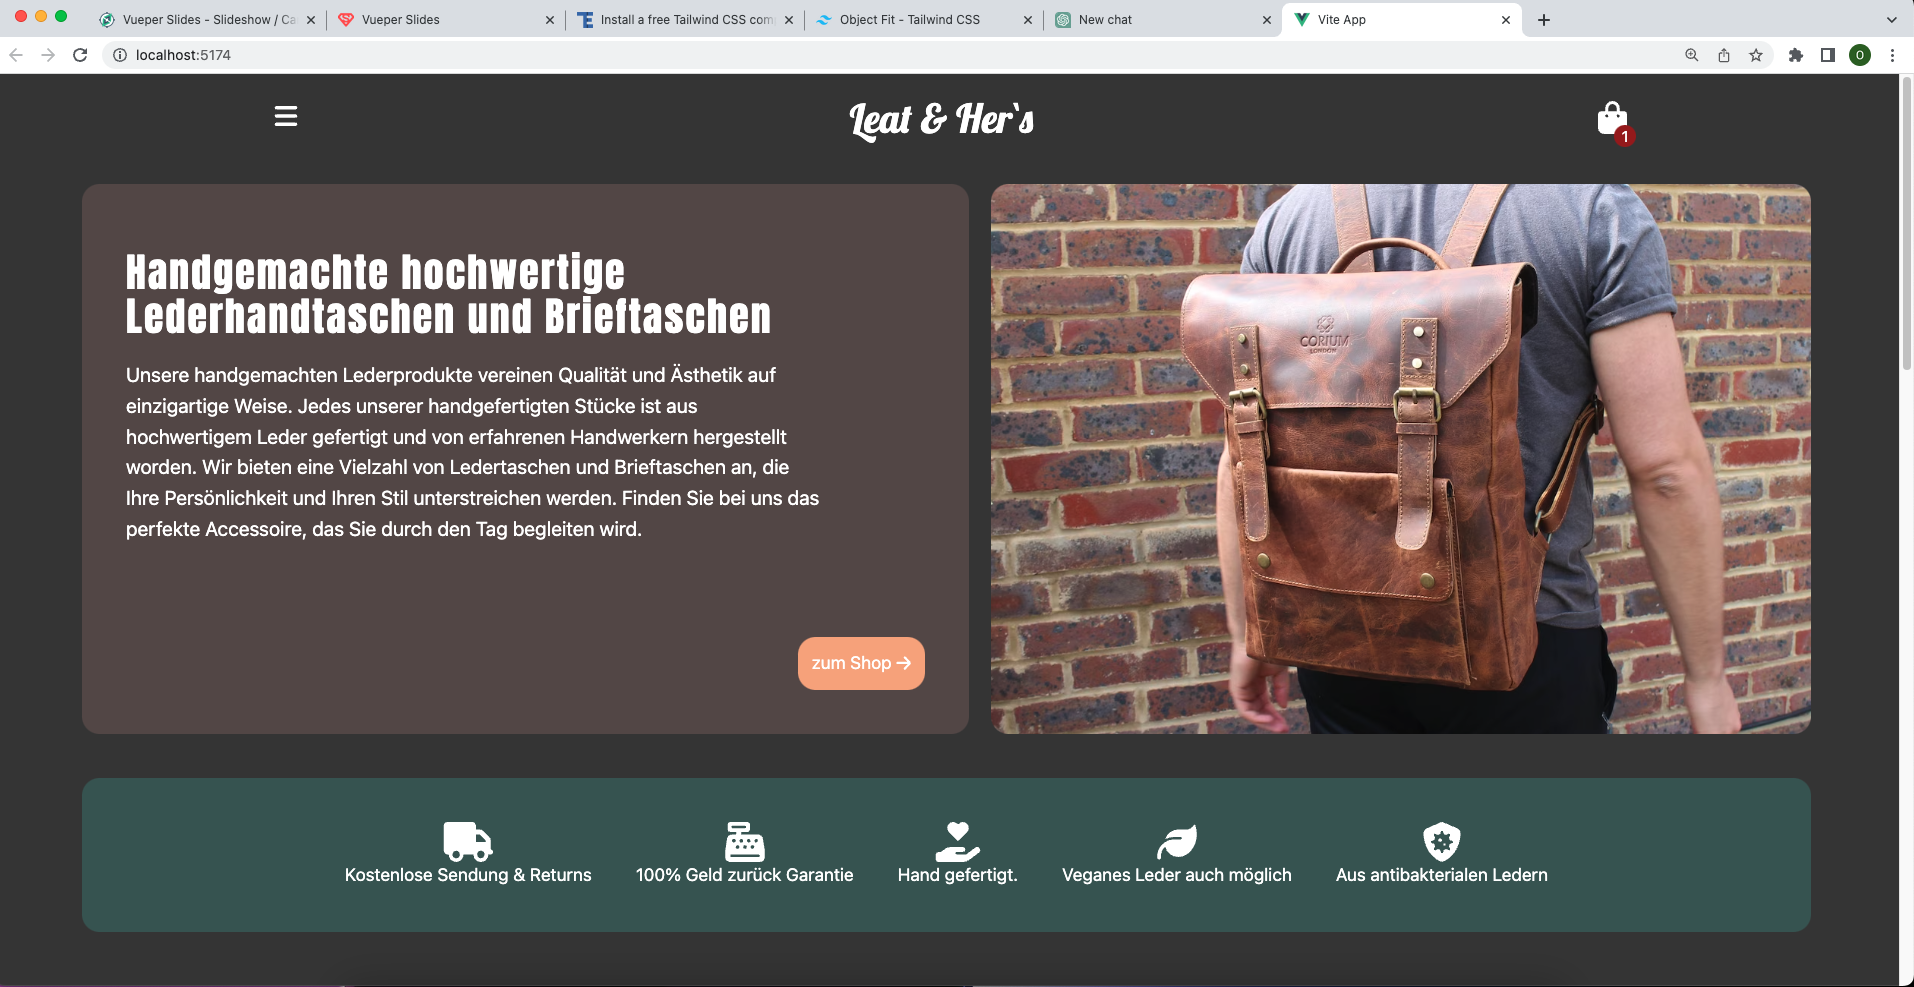 Vueper Slides - Slideshow / Ca
Vueper Slides
Install a free Tailwind CSS com
Object Fit - Tailwind CSS
New chat
Vite App
localhost:5174
O
Leat & Her`s
1
Handgemachte hochwertige
Lederhandtaschen und Brieftaschen
Unsere handgemachten Lederprodukte vereinen Qualität und Ästhetik auf
einzigartige Weise. Jedes unserer handgefertigten Stücke ist aus
hochwertigem Leder gefertigt und von erfahrenen Handwerkern hergestellt
worden. Wir bieten eine Vielzahl von Ledertaschen und Brieftaschen an, die
Ihre Persönlichkeit und Ihren Stil unterstreichen werden. Finden Sie bei uns das
perfekte Accessoire, das Sie durch den Tag begleiten wird.
zum Shop →
CORIUM
LONDON
Kostenlose Sendung & Returns
100% Geld zurück Garantie
Hand gefertigt.
Veganes Leder auch möglich
Aus antibakterialen Ledern